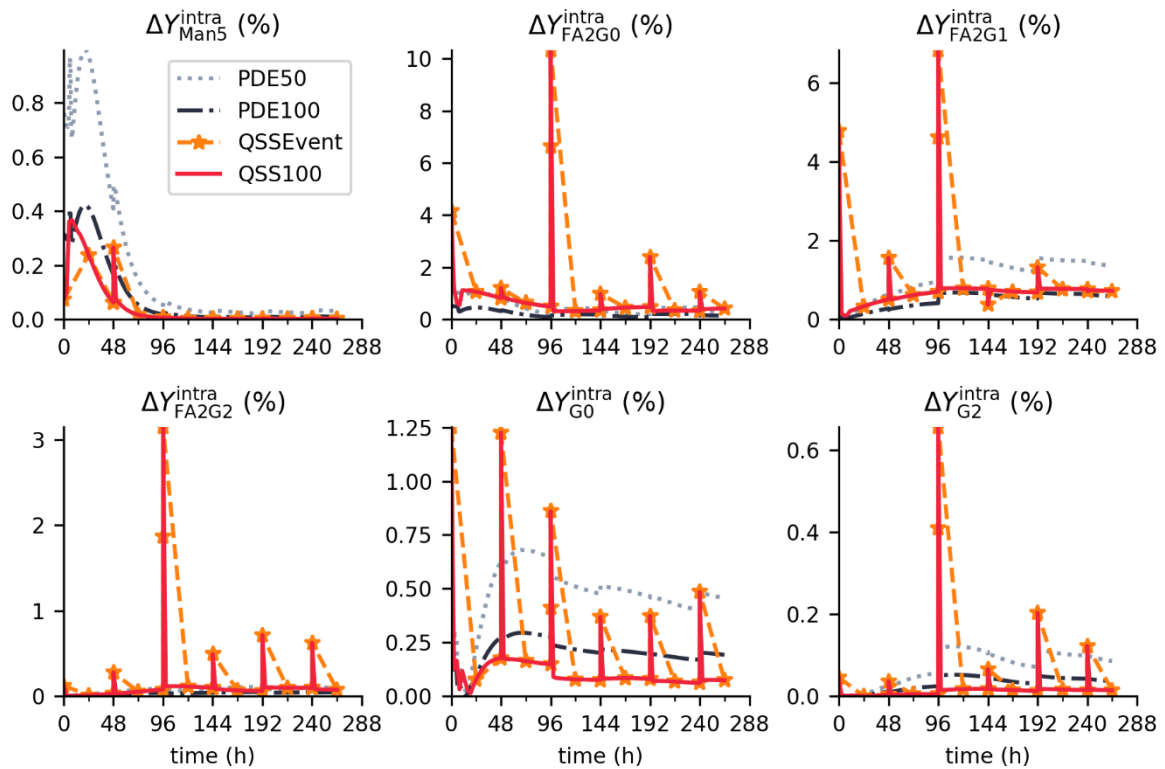 ΔY^intra_Man5 (%)
ΔY^intra_FA2G0 (%)
ΔY^intra_FA2G1 (%)
PDE50
PDE100
QSSEvent
QSS100
0.8
0.6
0.4
0.2
0.0
0 48 96 144 192 240 288
10
8
6
4
2
0
0 48 96 144 192 240 288
6
4
2
0
0 48 96 144 192 240 288
ΔY^intra_FA2G2 (%)
ΔY^intra_G0 (%)
ΔY^intra_G2 (%)
3
2
1
0
0 48 96 144 192 240 288
time (h)
1.25
1.00
0.75
0.50
0.25
0.00
0 48 96 144 192 240 288
time (h)
0.6
0.4
0.2
0.0
0 48 96 144 192 240 288
time (h)